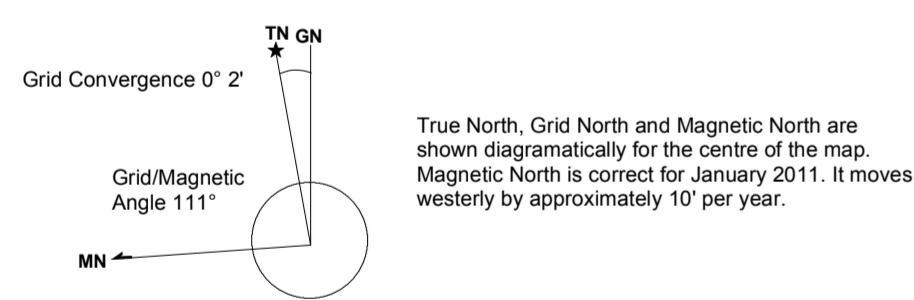 TN GN
Grid Convergence 0° 2'
Grid/Magnetic
Angle 111°
MN
True North, Grid North and Magnetic North are
shown diagramatically for the centre of the map.
Magnetic North is correct for January 2011. It moves
westerly by approximately 10' per year.